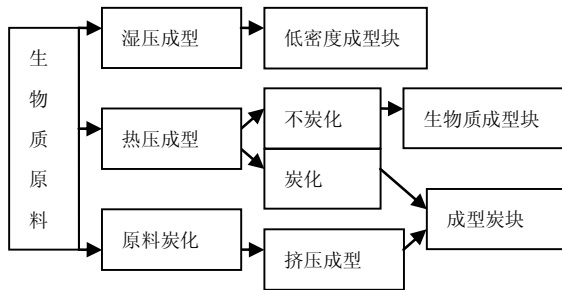 生物质原料
湿压成型
低密度成型块
热压成型
不炭化
生物质成型块
炭化
成型炭块
原料炭化
挤压成型